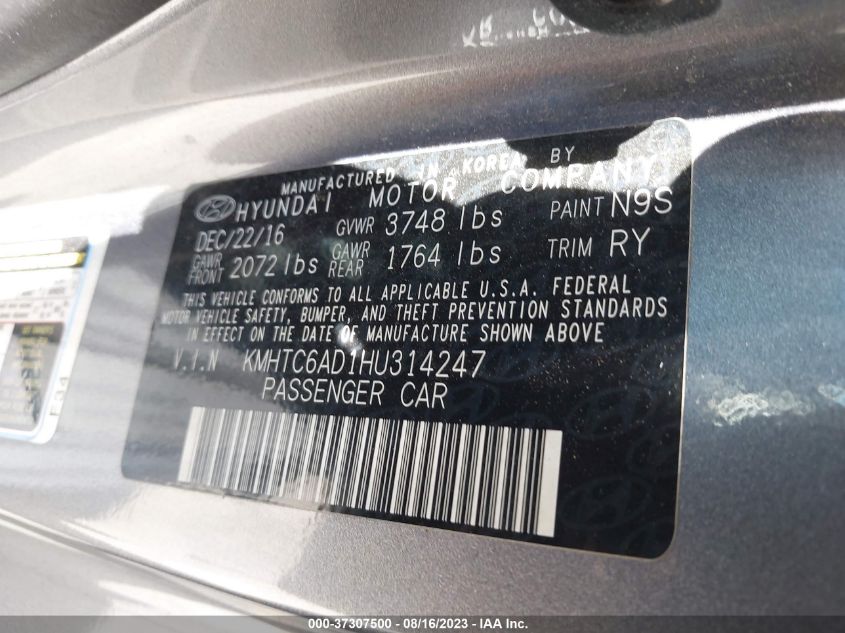 MANUFACTURED IN KOREA BY
HYUNDAI MOTOR COMPANY
DEC/22/16 GVWR 3748 lbs PAINT N9S
GAWR FRONT 2072 lbs GAWR REAR 1764 lbs TRIM RY
THIS VEHICLE CONFORMS TO ALL APPLICABLE U.S.A. FEDERAL
MOTOR VEHICLE SAFETY, BUMPER, AND THEFT PREVENTION STANDARDS
IN EFFECT ON THE DATE OF MANUFACTURE SHOWN ABOVE
V.I.N KMHTC6AD1HU314247
PASSENGER CAR
E34
000-37307500 - 08/16/2023 - IAA Inc.